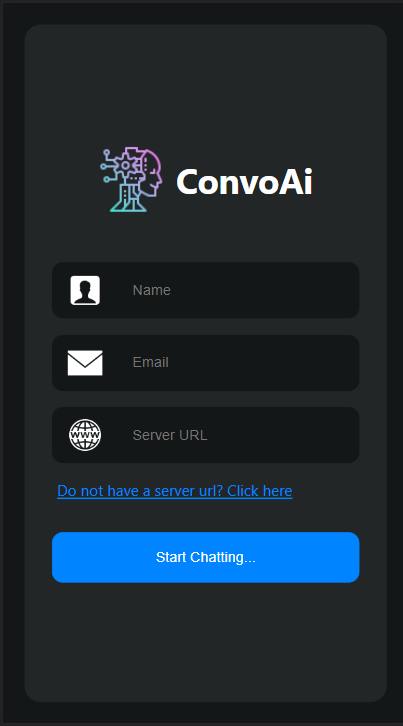 ConvoAi
Name
Email
WWW
Server URL
Do not have a server url? Click here
Start Chatting...